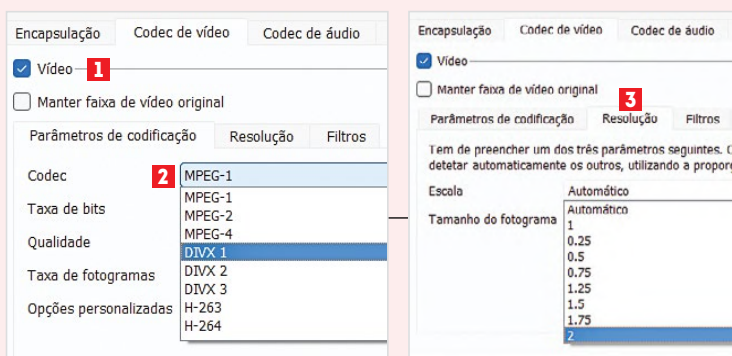 Encapsulação Codec de vídeo Codec de áudio
Vídeo 1
Manter faixa de vídeo original
Parâmetros de codificação Resolução Filtros
Codec 2 MPEG-1
MPEG-1
Taxa de bits MPEG-2
MPEG-4
Qualidade DIVX 1
DIVX 2
Taxa de fotogramas DIVX 3
Opções personalizadas H-263
H-264
Encapsulação Codec de vídeo Codec de áudio
Vídeo
Manter faixa de vídeo original
3
Parâmetros de codificação Resolução Filtros
Tem de preencher um dos três parâmetros seguintes.
detetar automaticamente os outros, utilizando a
Escala Automático
Tamanho do fotograma Automático
1
0.25
0.5
0.75
1.25
1.5
1.75
2